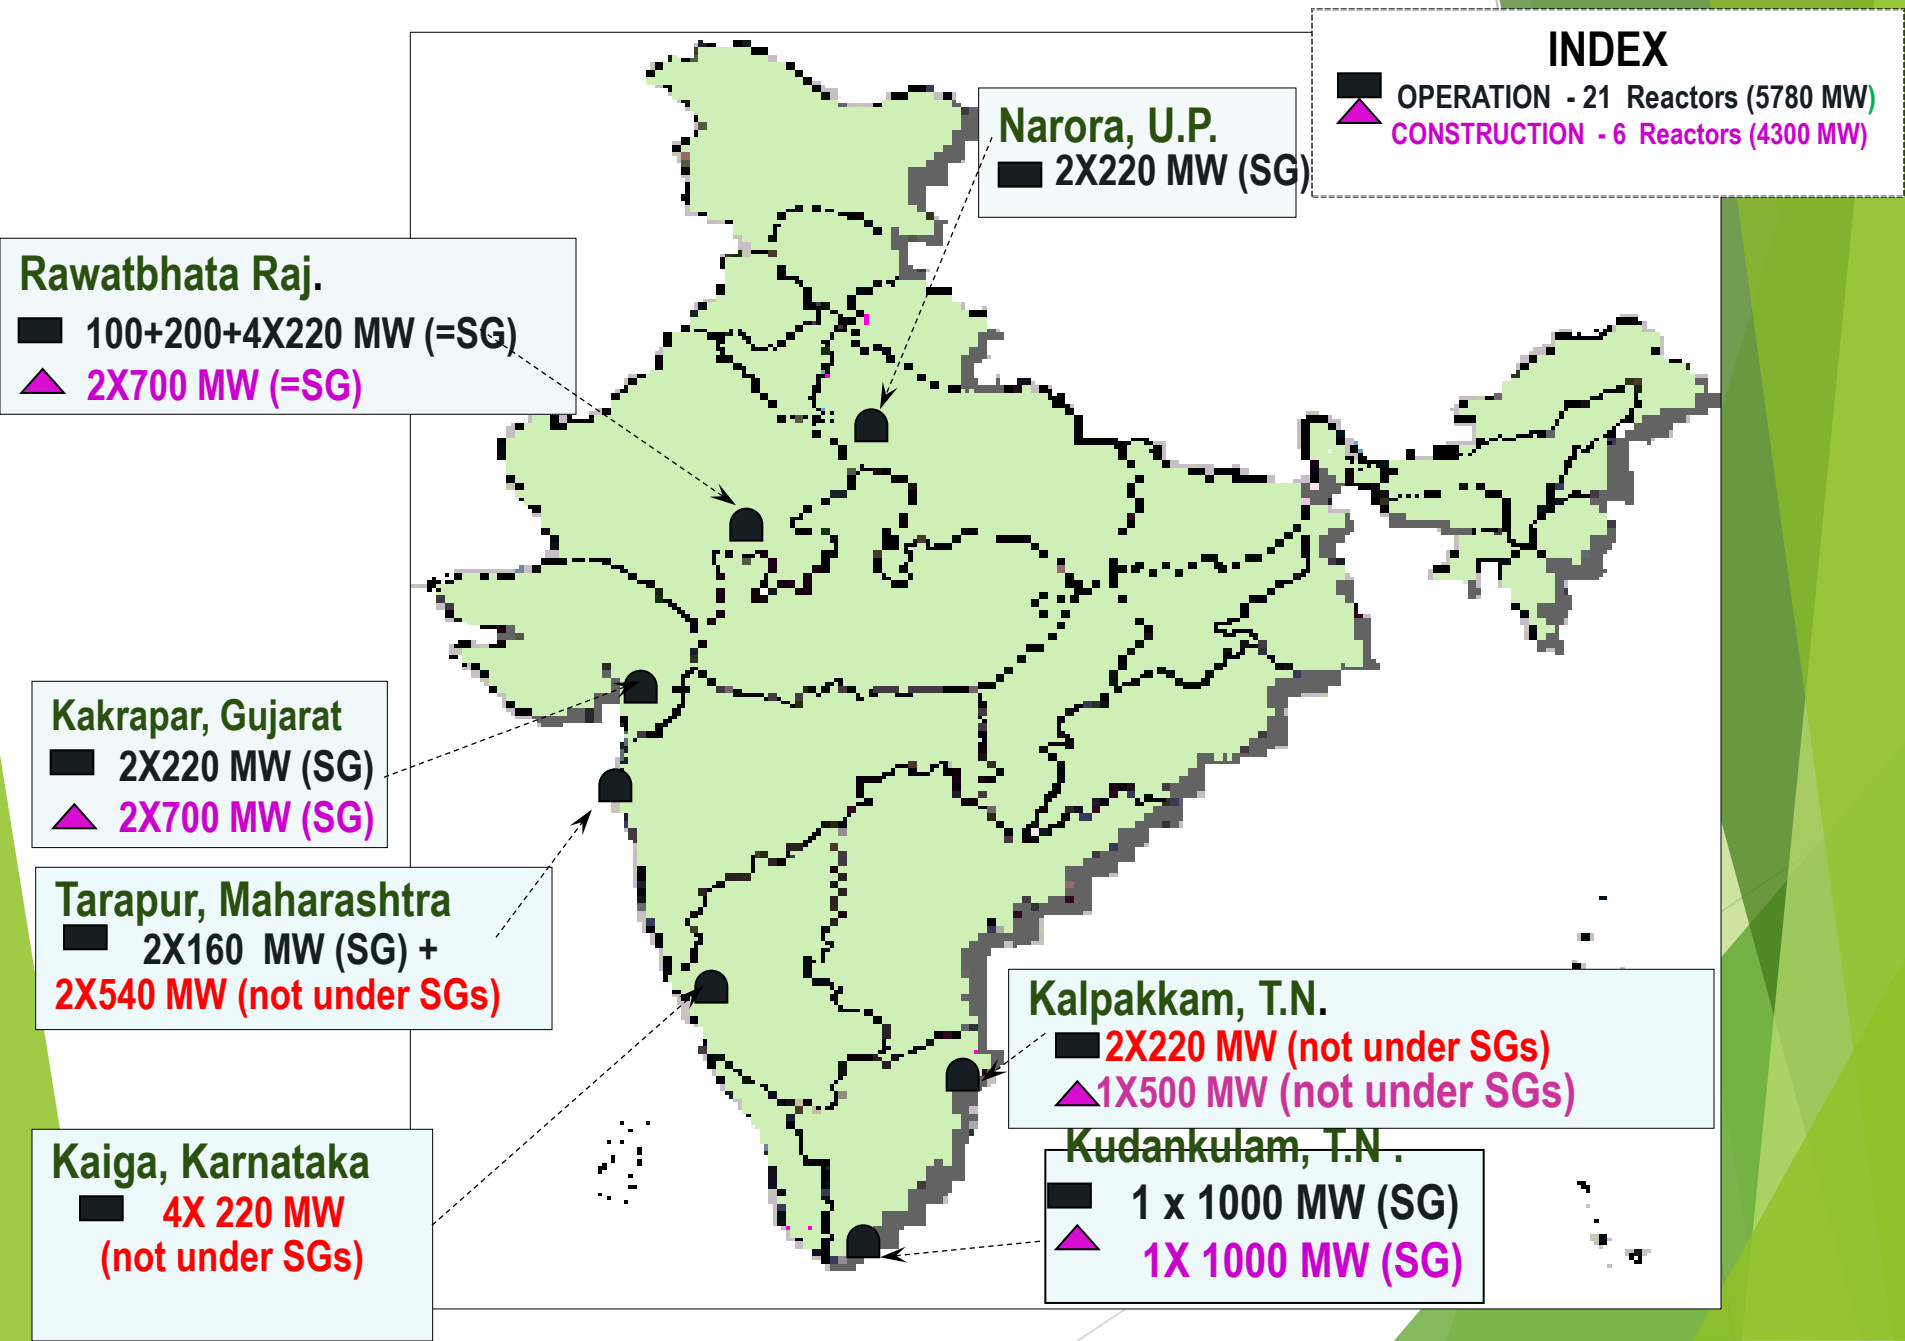 INDEX
OPERATION - 21 Reactors (5780 MW)
CONSTRUCTION - 6 Reactors (4300 MW)
Narora, U.P.
2X220 MW (SG)
Rawatbhata Raj.
100+200+4X220 MW (=SG)
2X700 MW (=SG)
Kakrapar, Gujarat
2X220 MW (SG)
2X700 MW (SG)
Tarapur, Maharashtra
2X160 MW (SG) +
2X540 MW (not under SGs)
Kaiga, Karnataka
4X 220 MW
(not under SGs)
Kalpakkam, T.N.
2X220 MW (not under SGs)
1X500 MW (not under SGs)
Kudankulam, T.N .
1 x 1000 MW (SG)
1X 1000 MW (SG)